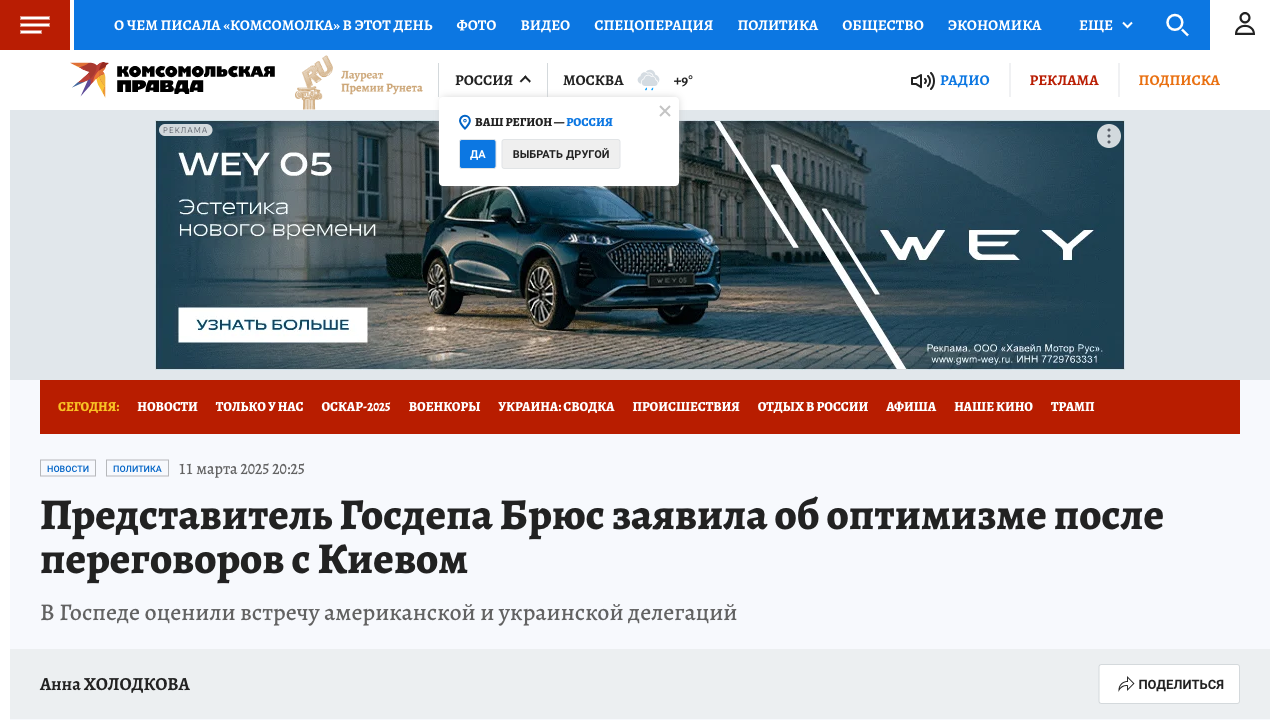 О ЧЕМ ПИСАЛА «КОМСОМОЛКА» В ЭТОТ ДЕНЬ ФОТО ВИДЕО СПЕЦОПЕРАЦИЯ ПОЛИТИКА ОБЩЕСТВО ЭКОНОМИКА ЕЩЕ
КОМСОМОЛЬСКАЯ
ПРАВДА
RU
Лауреат
Премии Рунета
РОССИЯ МОСКВА +9° РАДИО РЕКЛАМА ПОДПИСКА
ВАШ РЕГИОН — РОССИЯ
ДА ВЫБРАТЬ ДРУГОЙ
РЕКЛАМА
WEY 05
Эстетика
нового времени
УЗНАТЬ БОЛЬШЕ
WEY 05
WEY
Реклама. ООО «Хавейл Мотор Рус».
www.gwm-wey.ru. ИНН 7729763331
СЕГОДНЯ: НОВОСТИ ТОЛЬКО У НАС ОСКАР-2025 ВОЕНКОРЫ УКРАИНА: СВОДКА ПРОИСШЕСТВИЯ ОТДЫХ В РОССИИ АФИША НАШЕ КИНО ТРАМП
НОВОСТИ ПОЛИТИКА 11 марта 2025 20:25
Представитель Госдепа Брюс заявила об оптимизме после
переговоров с Киевом
В Госпеде оценили встречу американской и украинской делегаций
Анна ХОЛОДКОВА ПОДЕЛИТЬСЯ